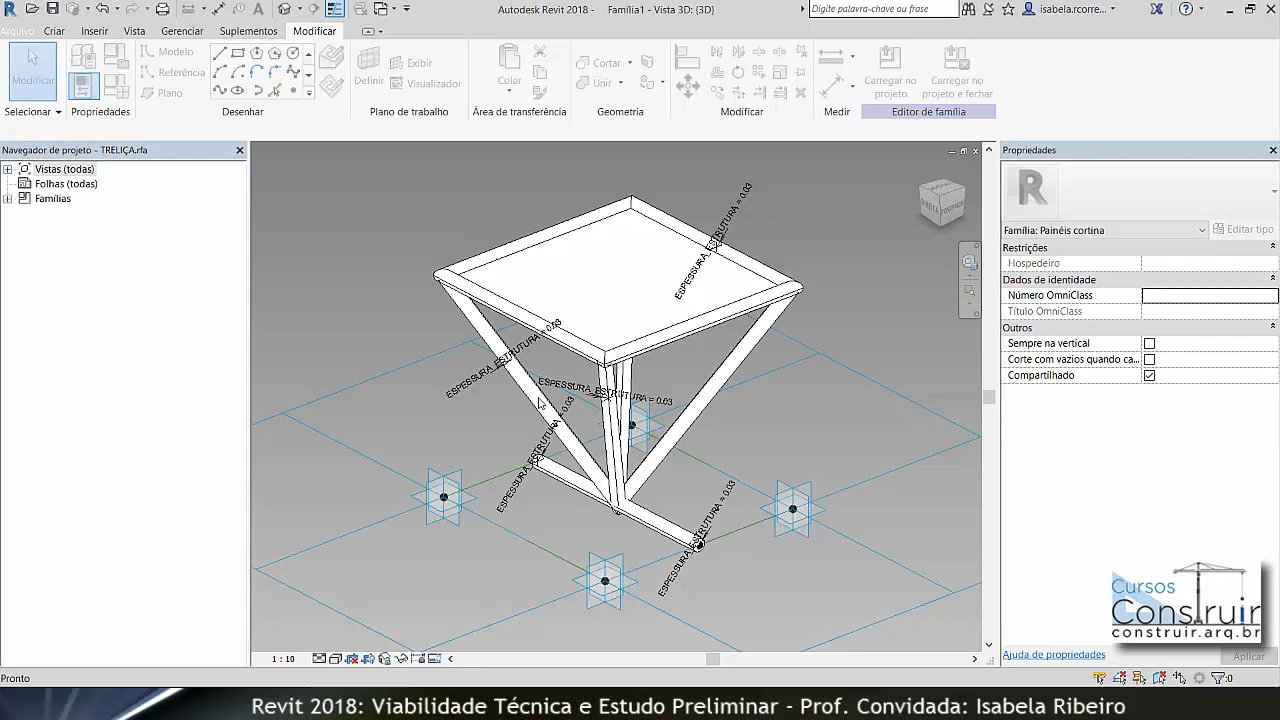 Autodesk Revit 2018 - Família1 - Vista 3D: {3D}
Digite palavra-chave ou frase
isabela.rcorre...
Arquivo Criar Inserir Vista Gerenciar Suplementos Modificar
Modificar
Modelo
Referência
Plano
Definir
Exibir
Visualizador
Colar
Cortar
Unir
Carregar no projeto
Carregar no projeto e fechar
Selecionar Propriedades Desenhar Plano de trabalho Área de transferência Geometria Modificar Medir Editor de família
Navegador de projeto - TRELIÇA.rfa
Vistas (todas)
Folhas (todas)
Famílias
ESPESSURA_ESTRUTURA = 0.03
ESPESSURA_ESTRUTURA = 0.03
ESPESSURA_ESTRUTURA = 0.03
ESPESSURA_ESTRUTURA = 0.03
ESPESSURA_ESTRUTURA = 0.03
DIREITA
POSTERIOR
Propriedades
R
Família: Painéis cortina
Editar tipo
Restrições
Hospedeiro
Dados de identidade
Número OmniClass
Título OmniClass
Outros
Sempre na vertical
Corte com vazios quando ca...
Compartilhado
Cursos
Construir
construir.arq.br
Ajuda de propriedades
Aplicar
1 : 10
Pronto
:0
Revit 2018: Viabilidade Técnica e Estudo Preliminar - Prof. Convidada: Isabela Ribeiro